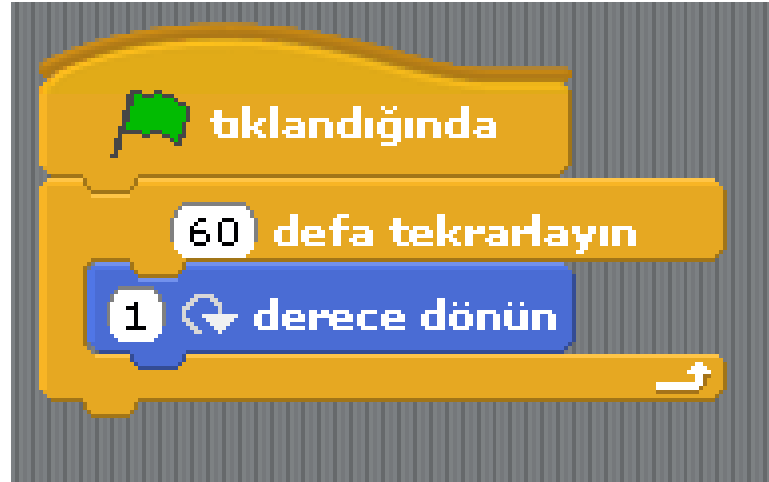 tıklandığında
60 defa tekrarlayın
1 derece dönün